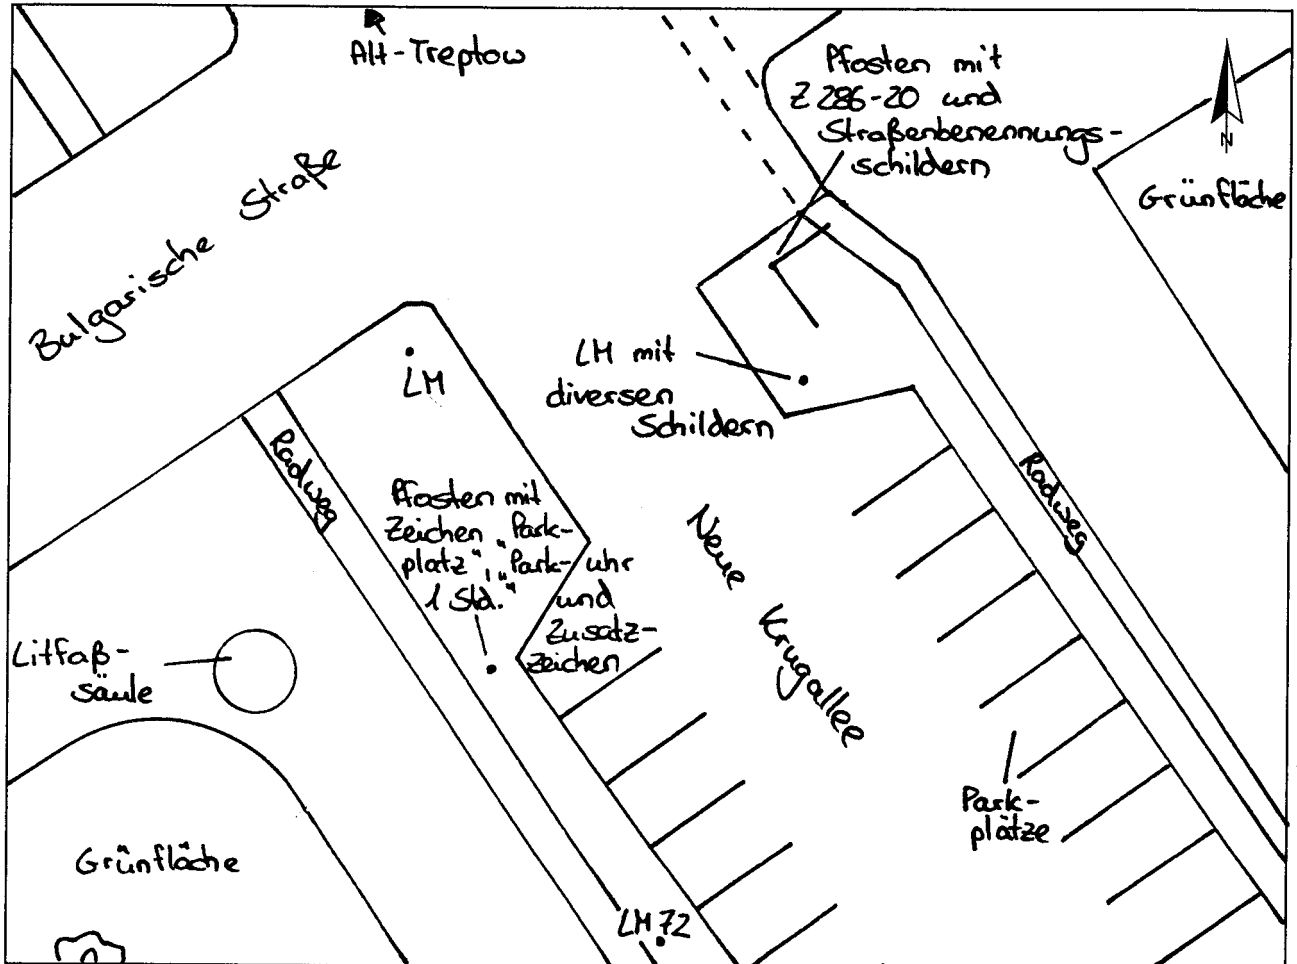 Alt-Treptow
Pfosten mit
Z 286-20 und
Straßenbenennungs-
schildern
N
Grünfläche
Bulgarische Straße
LM
LM mit
diversen
Schildern
Radweg
Radweg
Pfosten mit
Zeichen „Park-
platz", „Park-uhr
1 Std." und
Zusatz-
zeichen
Neue Krugallee
Litfaß-
säule
Park-
plätze
Grünfläche
LM 72